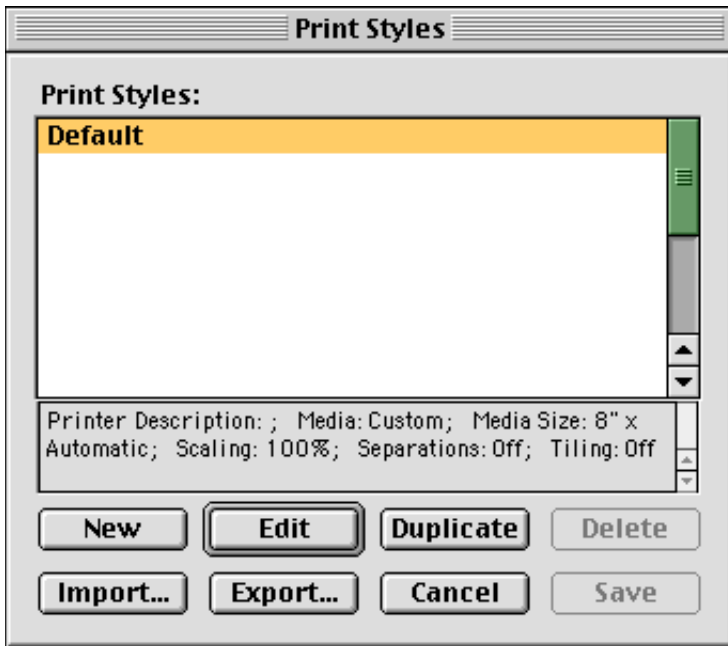 Print Styles
Print Styles:
Default
Printer Description: ; Media: Custom; Media Size: 8" x
Automatic; Scaling: 100%; Separations: Off; Tiling: Off
New Edit Duplicate Delete
Import... Export... Cancel Save